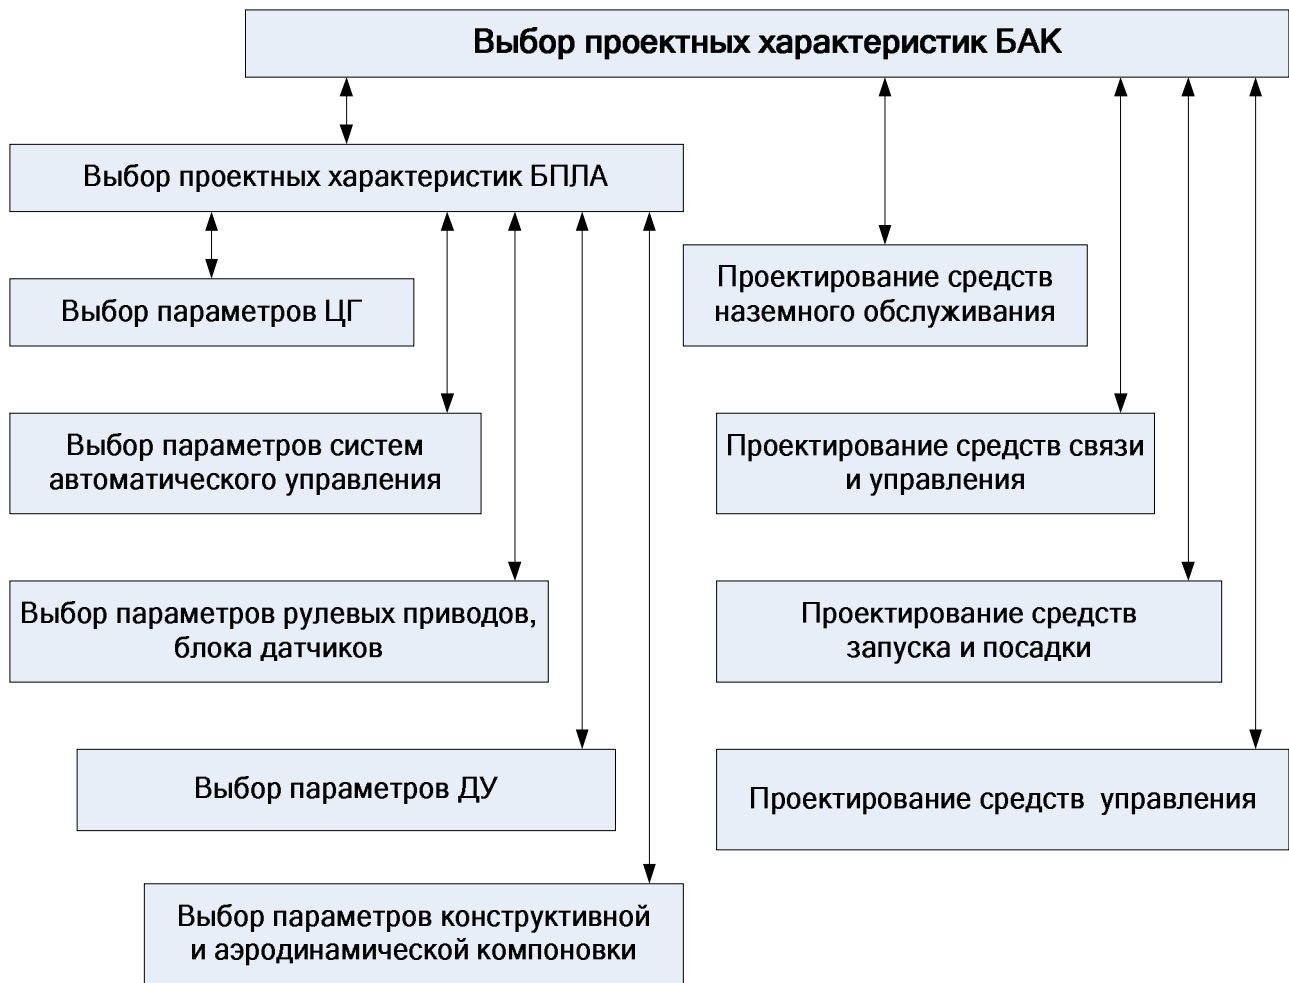 Выбор проектных характеристик БАК
Выбор проектных характеристик БПЛА
Выбор параметров ЦГ
Выбор параметров систем
автоматического управления
Выбор параметров рулевых приводов,
блока датчиков
Выбор параметров ДУ
Выбор параметров конструктивной
и аэродинамической компоновки
Проектирование средств
наземного обслуживания
Проектирование средств связи
и управления
Проектирование средств
запуска и посадки
Проектирование средств управления